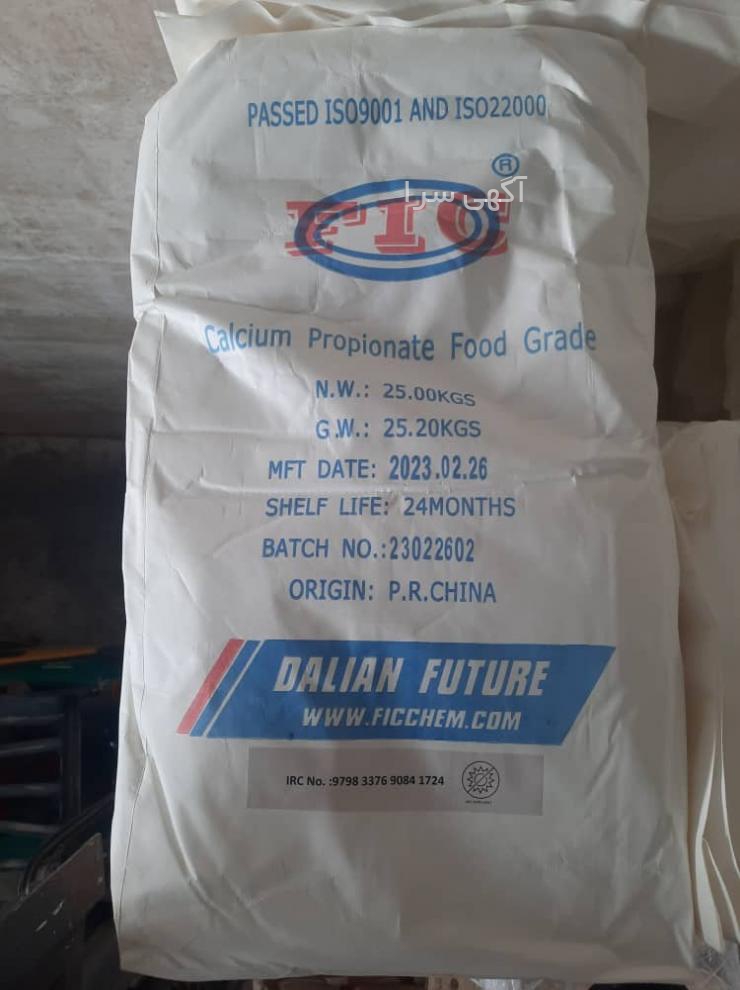 PASSED ISO9001 AND ISO22000
®
آگهی سرا
FIC
Calcium Propionate Food Grade
N.W.: 25.00KGS
G.W.: 25.20KGS
MFT DATE: 2023.02.26
SHELF LIFE: 24MONTHS
BATCH NO.:23022602
ORIGIN: P.R.CHINA
DALIAN FUTURE
WWW.FICCHEM.COM
IRC No. :9798 3376 9084 1724